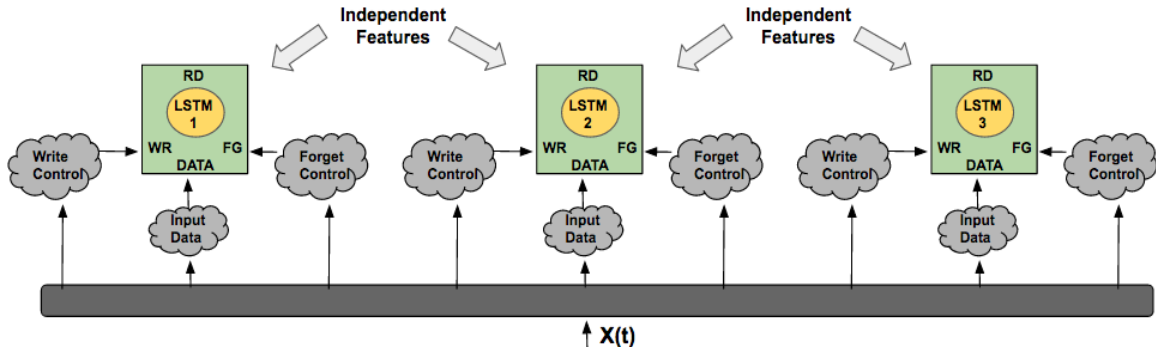 Independent
Features
Independent
Features
RD
LSTM
1
WR
FG
DATA
Write
Control
Forget
Control
Input
Data
RD
LSTM
2
WR
FG
DATA
Write
Control
Forget
Control
Input
Data
RD
LSTM
3
WR
FG
DATA
Write
Control
Forget
Control
Input
Data
X(t)